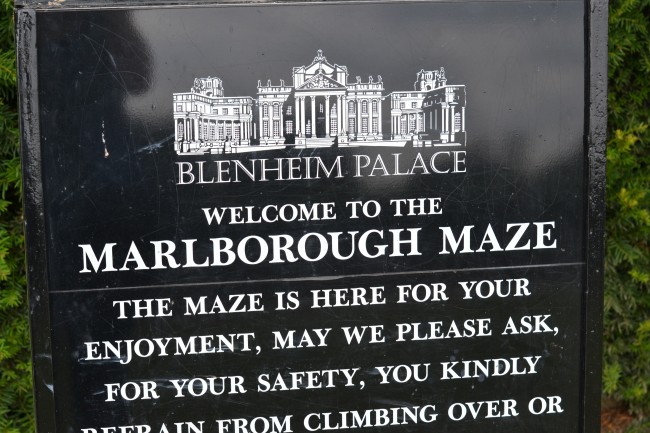 BLENHEIM PALACE
WELCOME TO THE
MARLBOROUGH MAZE
THE MAZE IS HERE FOR YOUR
ENJOYMENT, MAY WE PLEASE ASK,
FOR YOUR SAFETY, YOU KINDLY
REFRAIN FROM CLIMBING OVER OR